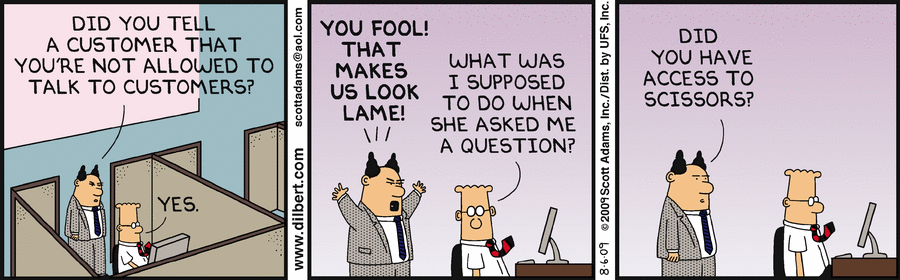 DID YOU TELL
A CUSTOMER THAT
YOU'RE NOT ALLOWED TO
TALK TO CUSTOMERS?
YES.
www.dilbert.com
scottadams@aol.com
YOU FOOL!
THAT
MAKES
US LOOK
LAME!
WHAT WAS
I SUPPOSED
TO DO WHEN
SHE ASKED ME
A QUESTION?
8-6-09 ©2009 Scott Adams, Inc./Dist. by UFS, Inc.
DID
YOU HAVE
ACCESS TO
SCISSORS?